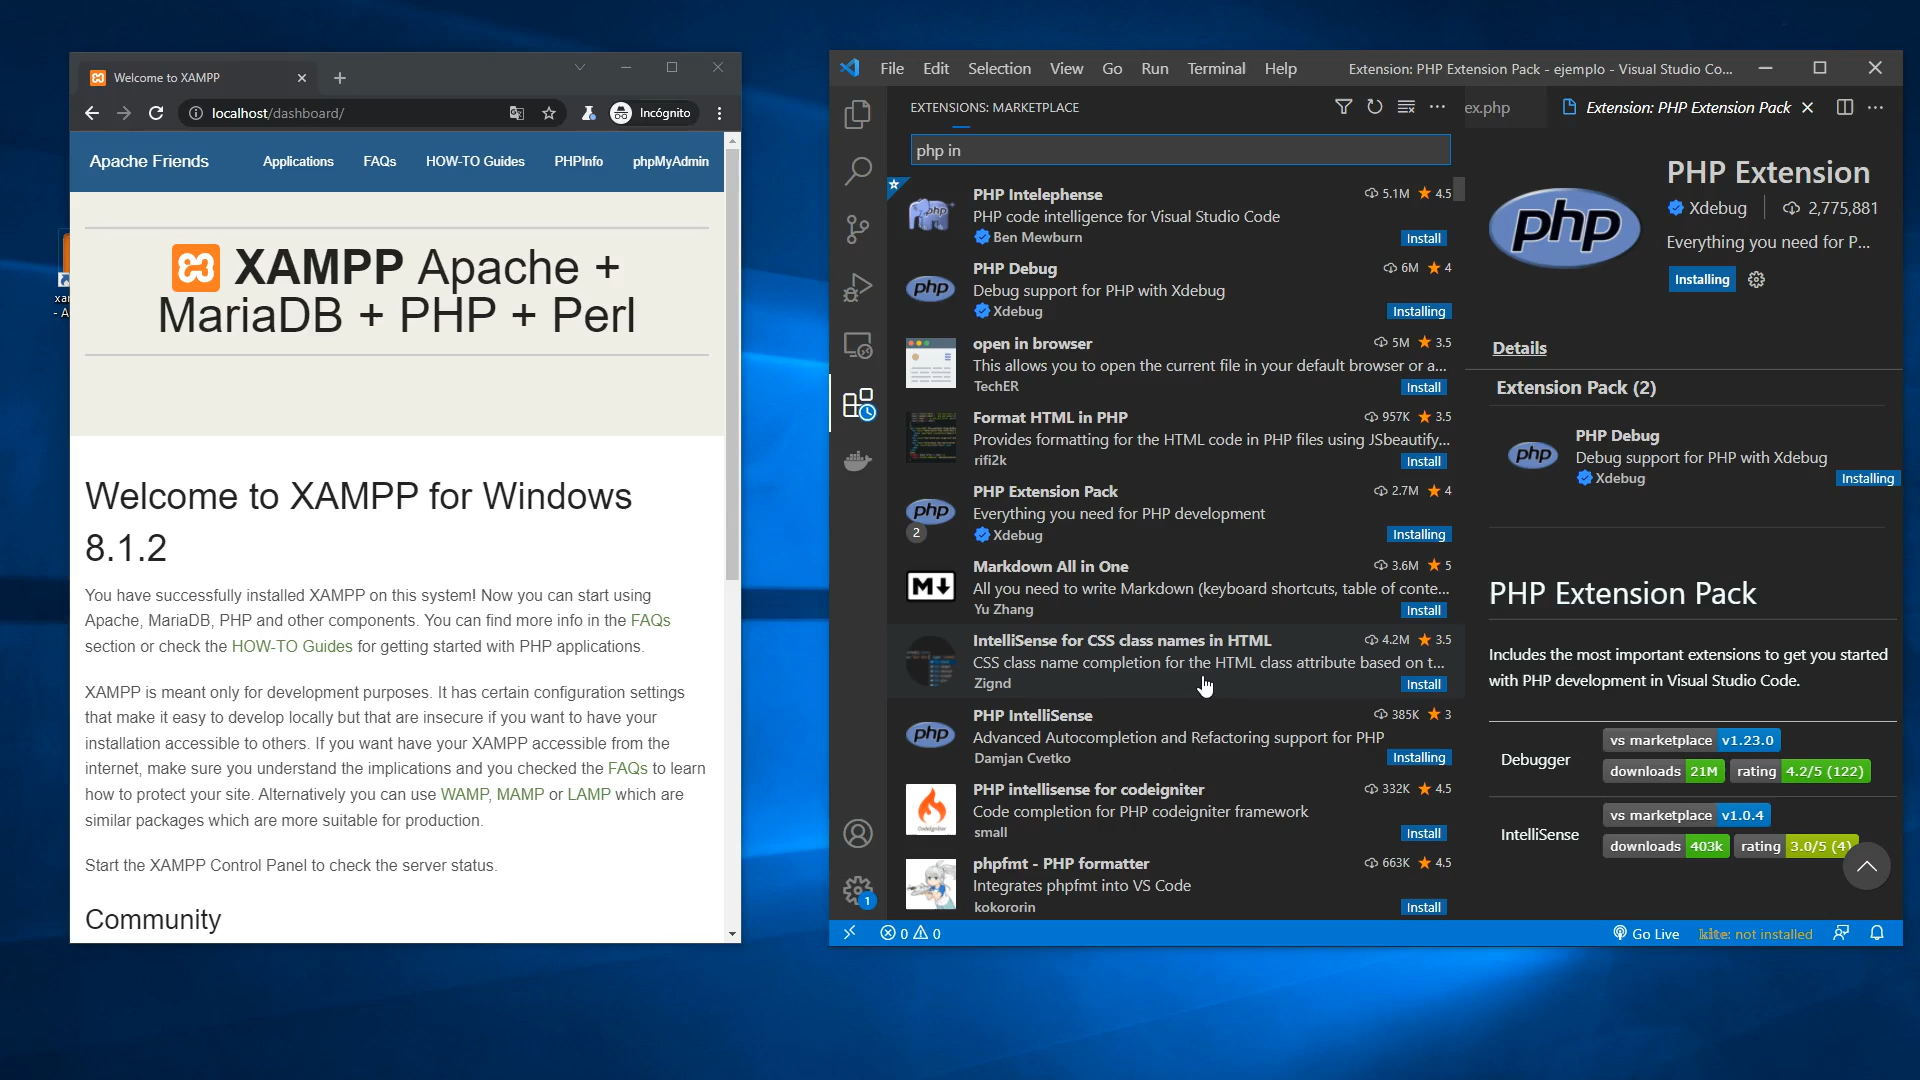 xar
- A
Welcome to XAMPP
localhost/dashboard/
Incógnito
Apache Friends
Applications
FAQs
HOW-TO Guides
PHPInfo
phpMyAdmin
XAMPP Apache +
MariaDB + PHP + Perl
Welcome to XAMPP for Windows
8.1.2
You have successfully installed XAMPP on this system! Now you can start using
Apache, MariaDB, PHP and other components. You can find more info in the FAQs
section or check the HOW-TO Guides for getting started with PHP applications.
XAMPP is meant only for development purposes. It has certain configuration settings
that make it easy to develop locally but that are insecure if you want to have your
installation accessible to others. If you want have your XAMPP accessible from the
internet, make sure you understand the implications and you checked the FAQs to learn
how to protect your site. Alternatively you can use WAMP, MAMP or LAMP which are
similar packages which are more suitable for production.
Start the XAMPP Control Panel to check the server status.
Community
File Edit Selection View Go Run Terminal Help
Extension: PHP Extension Pack - ejemplo - Visual Studio Co...
EXTENSIONS: MARKETPLACE
php in
PHP Intelephense 5.1M 4.5
PHP code intelligence for Visual Studio Code
Ben Mewburn Install
PHP Debug 6M 4
Debug support for PHP with Xdebug
Xdebug Installing
open in browser 5M 3.5
This allows you to open the current file in your default browser or a...
TechER Install
Format HTML in PHP 957K 3.5
Provides formatting for the HTML code in PHP files using JSbeautify...
rifi2k Install
PHP Extension Pack 2.7M 4
Everything you need for PHP development
2 Xdebug Installing
Markdown All in One 3.6M 5
All you need to write Markdown (keyboard shortcuts, table of conte...
Yu Zhang Install
IntelliSense for CSS class names in HTML 4.2M 3.5
CSS class name completion for the HTML class attribute based on t...
Zignd Install
PHP IntelliSense 385K 3
Advanced Autocompletion and Refactoring support for PHP
Damjan Cvetko Installing
PHP intellisense for codeigniter 332K 4.5
Code completion for PHP codeigniter framework
small Install
phpfmt - PHP formatter 663K 4.5
Integrates phpfmt into VS Code
kokororin Install
php
php
php
php
M
CodeIgniter
1
ex.php
Extension: PHP Extension Pack
php
PHP Extension
Xdebug 2,775,881
Everything you need for P...
Installing
Details
Extension Pack (2)
php
PHP Debug
Debug support for PHP with Xdebug
Xdebug Installing
PHP Extension Pack
Includes the most important extensions to get you started
with PHP development in Visual Studio Code.
Debugger
vs marketplace v1.23.0
downloads 21M rating 4.2/5 (122)
IntelliSense
vs marketplace v1.0.4
downloads 403k rating 3.0/5 (4)
0 0
Go Live
kite: not installed